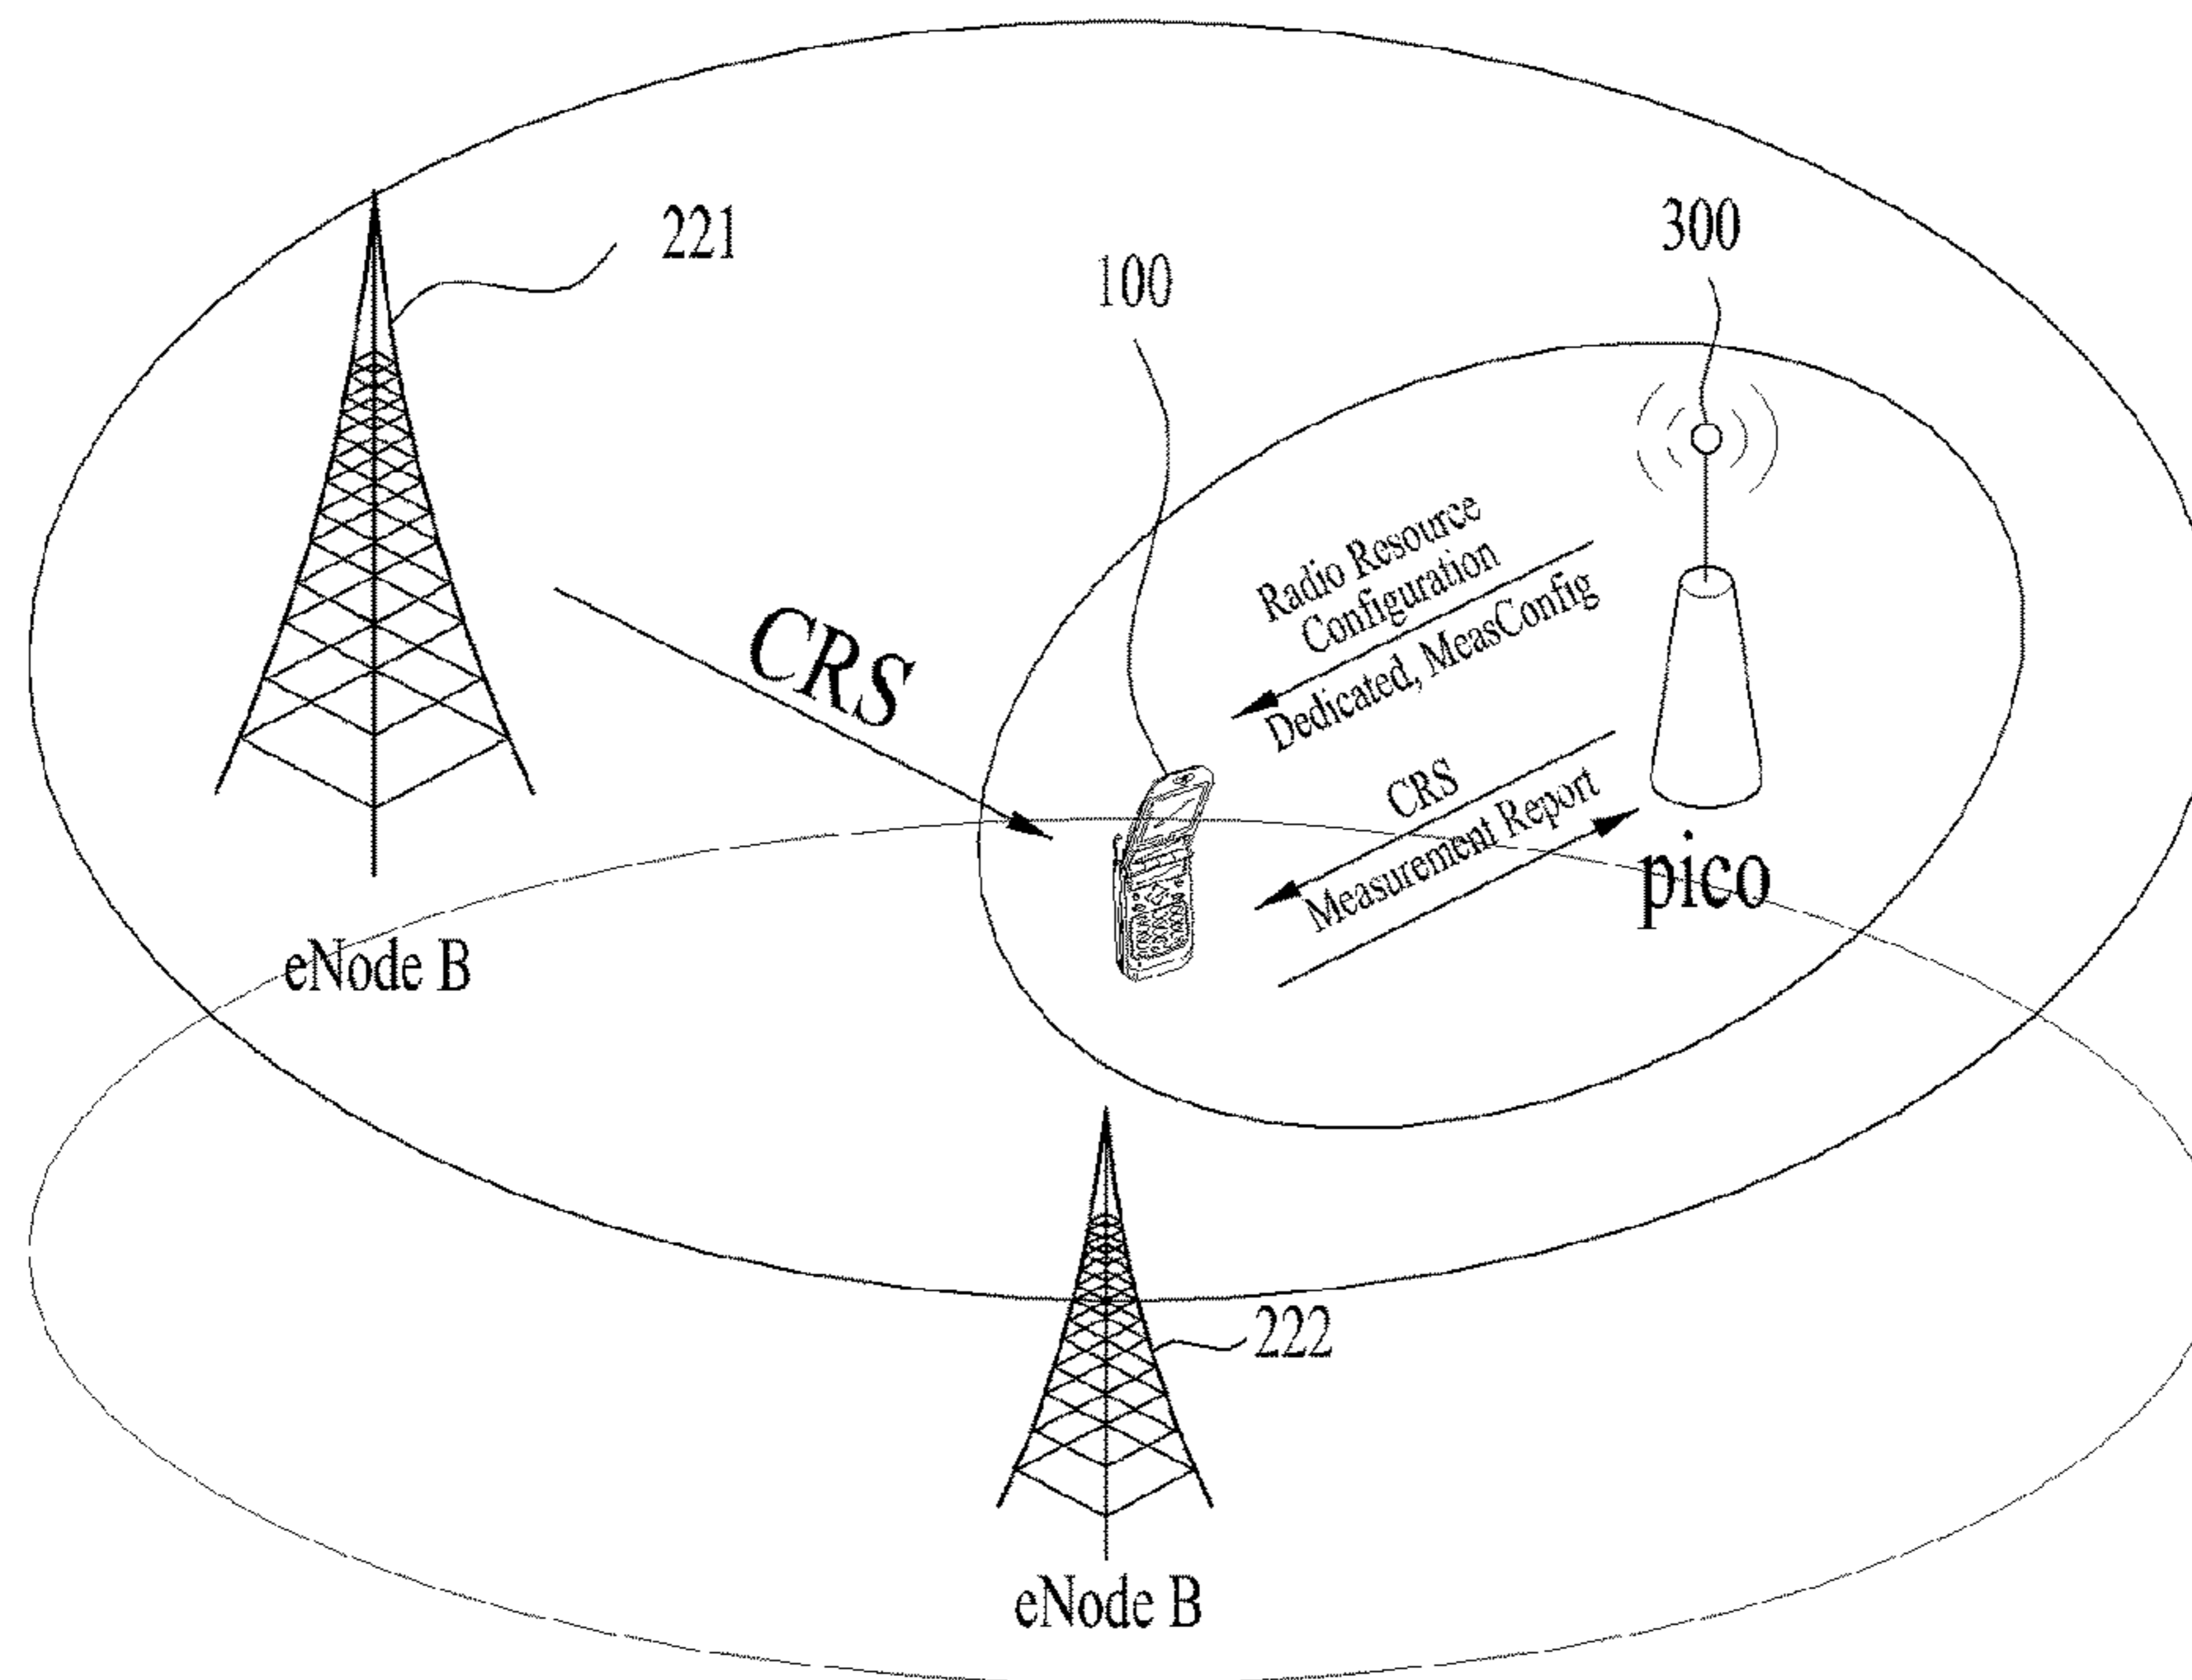 221
100
300
Radio Resource
Configuration
Dedicated, MeasConfig
CRS
CRS
Measurement Report
pico
eNode B
222
eNode B